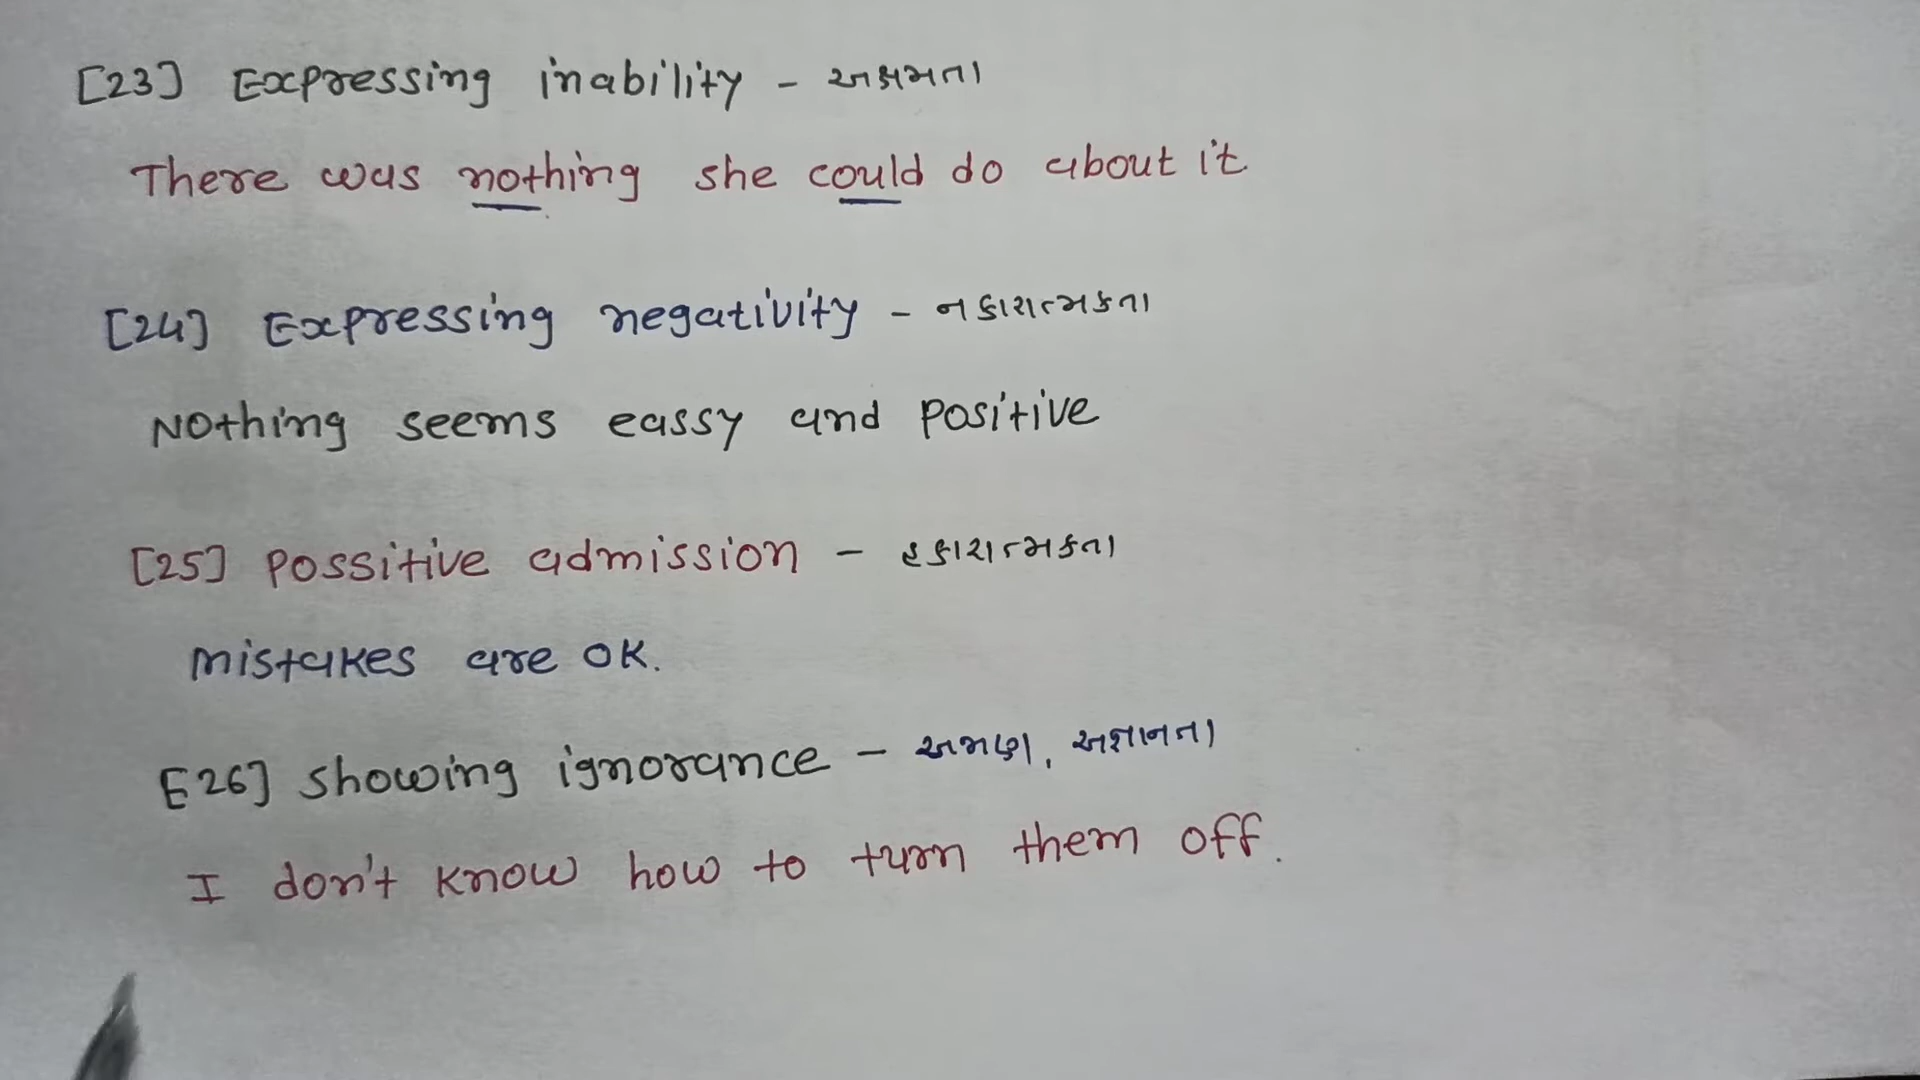 [23] Expressing inability - અક્ષમતા
There was nothing she could do about it
[24] Expressing negativity - નકારાત્મકતા
Nothing seems eassy and positive
[25] possitive admission - હકારાત્મકતા
mistakes are OK.
[26] showing ignorance - અભણ, અજ્ઞાનતા
I don't know how to turn them off.